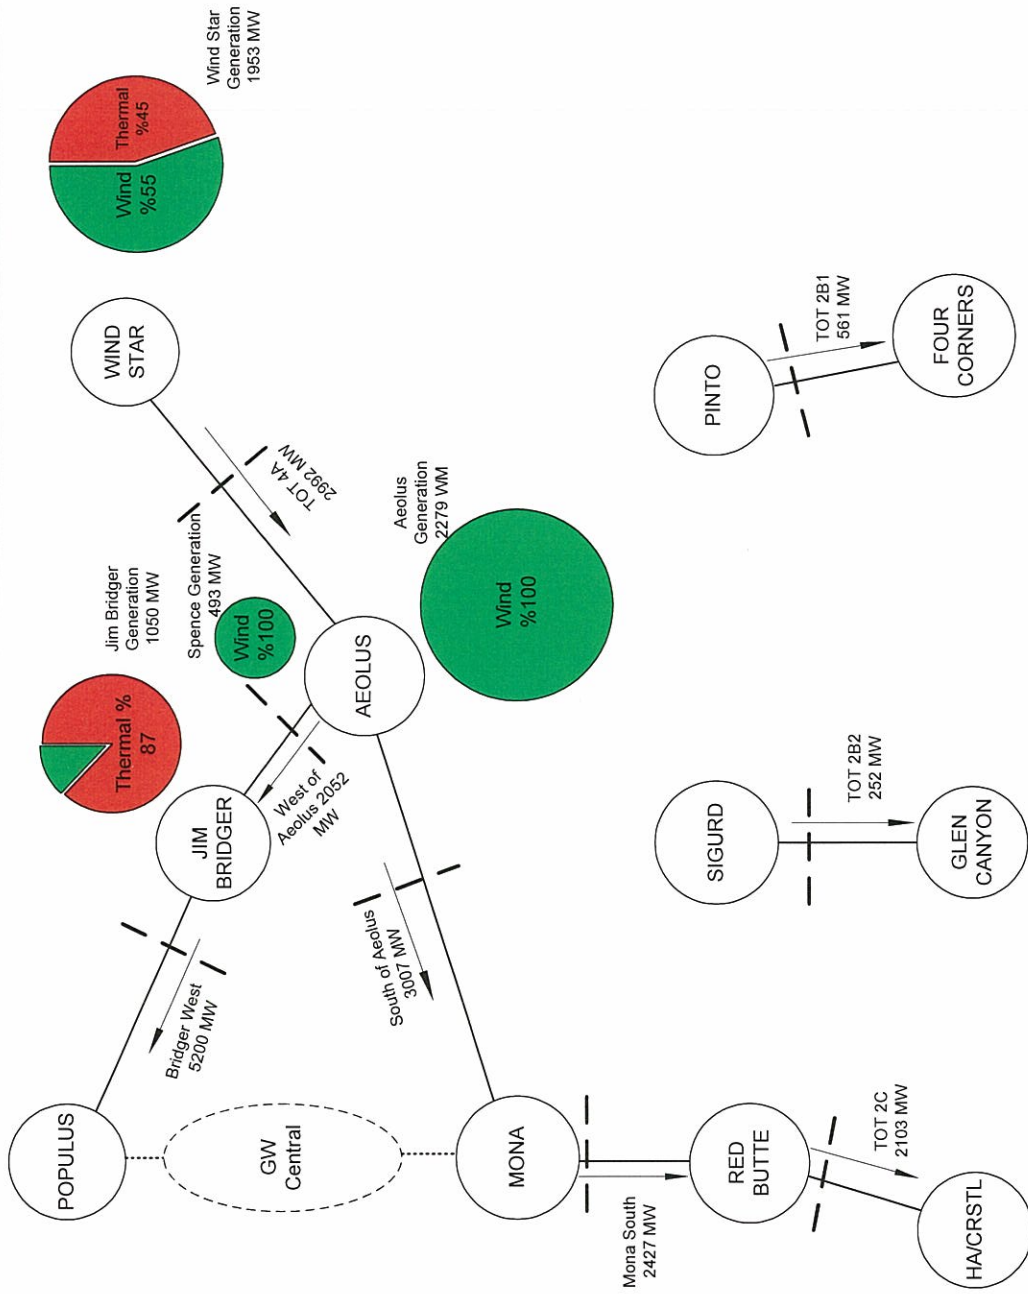 POPULUS
Bridger West
5200 MW
JIM
BRIDGER
Thermal %
87
Jim Bridger
Generation
1050 MW
Spence Generation
493 MW
Wind
%100
WIND
STAR
Wind
%55
Thermal
%45
Wind Star
Generation
1953 MW
TOT 4A
2992 MW
GW
Central
West of
Aeolus 2052
MW
AEOLUS
Aeolus
Generation
2279 WM
Wind
%100
South of Aeolus
3007 MW
MONA
Mona South
2427 MW
RED
BUTTE
TOT 2C
2103 MW
HA/CRSTL
SIGURD
TOT 2B2
252 MW
GLEN
CANYON
PINTO
TOT 2B1
561 MW
FOUR
CORNERS